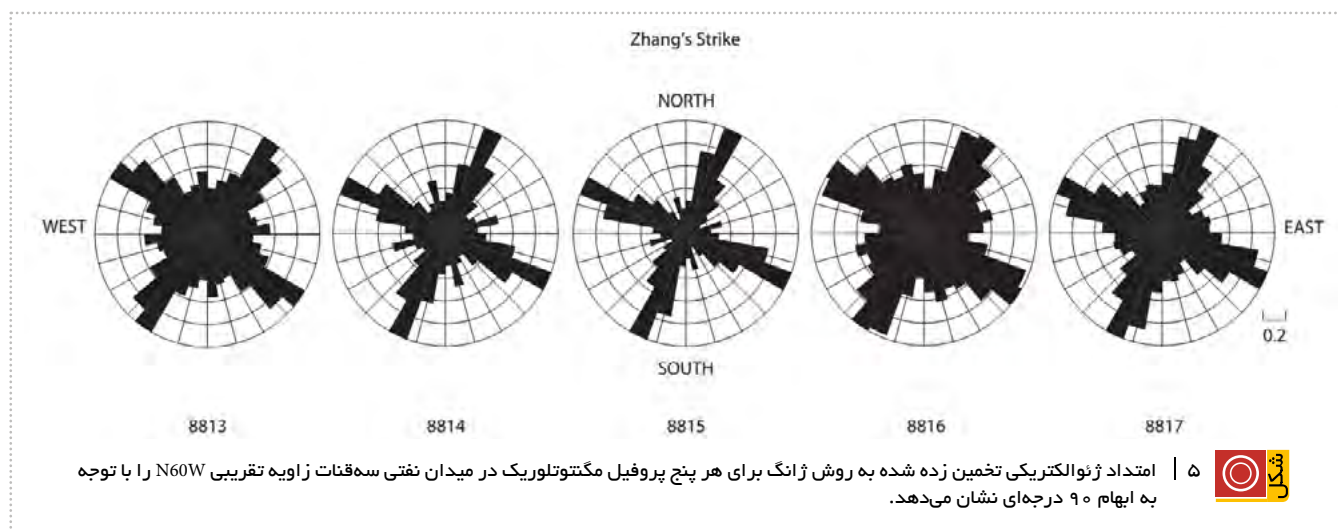 Zhang's Strike
NORTH
WEST
EAST
0.2
SOUTH
8813 8814 8815 8816 8817
شکل
۵ | امتداد ژئوالکتریکی تخمین زده شده به روش ژانگ برای هر پنج پروفیل مگنتوتلوریک در میدان نفتی سه‌قنات زاویه تقریبی N60W را با توجه
به ابهام ۹۰ درجه‌ای نشان می‌دهد.